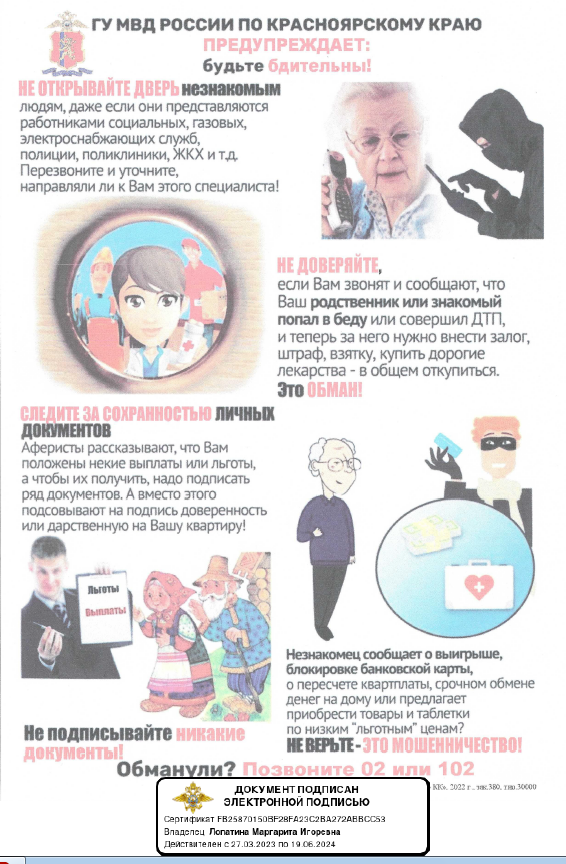 ГУ МВД РОССИИ ПО КРАСНОЯРСКОМУ КРАЮ
ПРЕДУПРЕЖДАЕТ:
будьте бдительны!
НЕ ОТКРЫВАЙТЕ ДВЕРЬ незнакомым
людям, даже если они представляются
работниками социальных, газовых,
электроснабжающих служб,
полиции, поликлиники, ЖКХ и т.д.
Перезвоните и уточните,
направляли ли к Вам этого специалиста!
НЕ ДОВЕРЯЙТЕ,
если Вам звонят и сообщают, что
Ваш родственник или знакомый
попал в беду или совершил ДТП,
и теперь за него нужно внести залог,
штраф, взятку, купить дорогие
лекарства - в общем откупиться.
Это ОБМАН!
СЛЕДИТЕ ЗА СОХРАННОСТЬЮ ЛИЧНЫХ
ДОКУМЕНТОВ
Аферисты рассказывают, что Вам
положены некие выплаты или льготы,
а чтобы их получить, надо подписать
ряд документов. А вместо этого
подсовывают на подпись доверенность
или дарственную на Вашу квартиру!
Льготы
Выплаты
Не подписывайте никакие
документы!
Незнакомец сообщает о выигрыше,
блокировке банковской карты,
о пересчете квартплаты, срочном обмене
денег на дому или предлагает
приобрести товары и таблетки
по низким "льготным" ценам?
НЕ ВЕРЬТЕ - ЭТО МОШЕННИЧЕСТВО!
Обманули? Позвоните 02 или 102
КК», 2022 г., зак.380, тир.30000
ДОКУМЕНТ ПОДПИСАН
ЭЛЕКТРОННОЙ ПОДПИСЬЮ
Сертификат FB25870150BF28FA23C2BA272ABBCC53
Владелец Лопатина Маргарита Игоревна
Действителен с 27.03.2023 по 19.06.2024